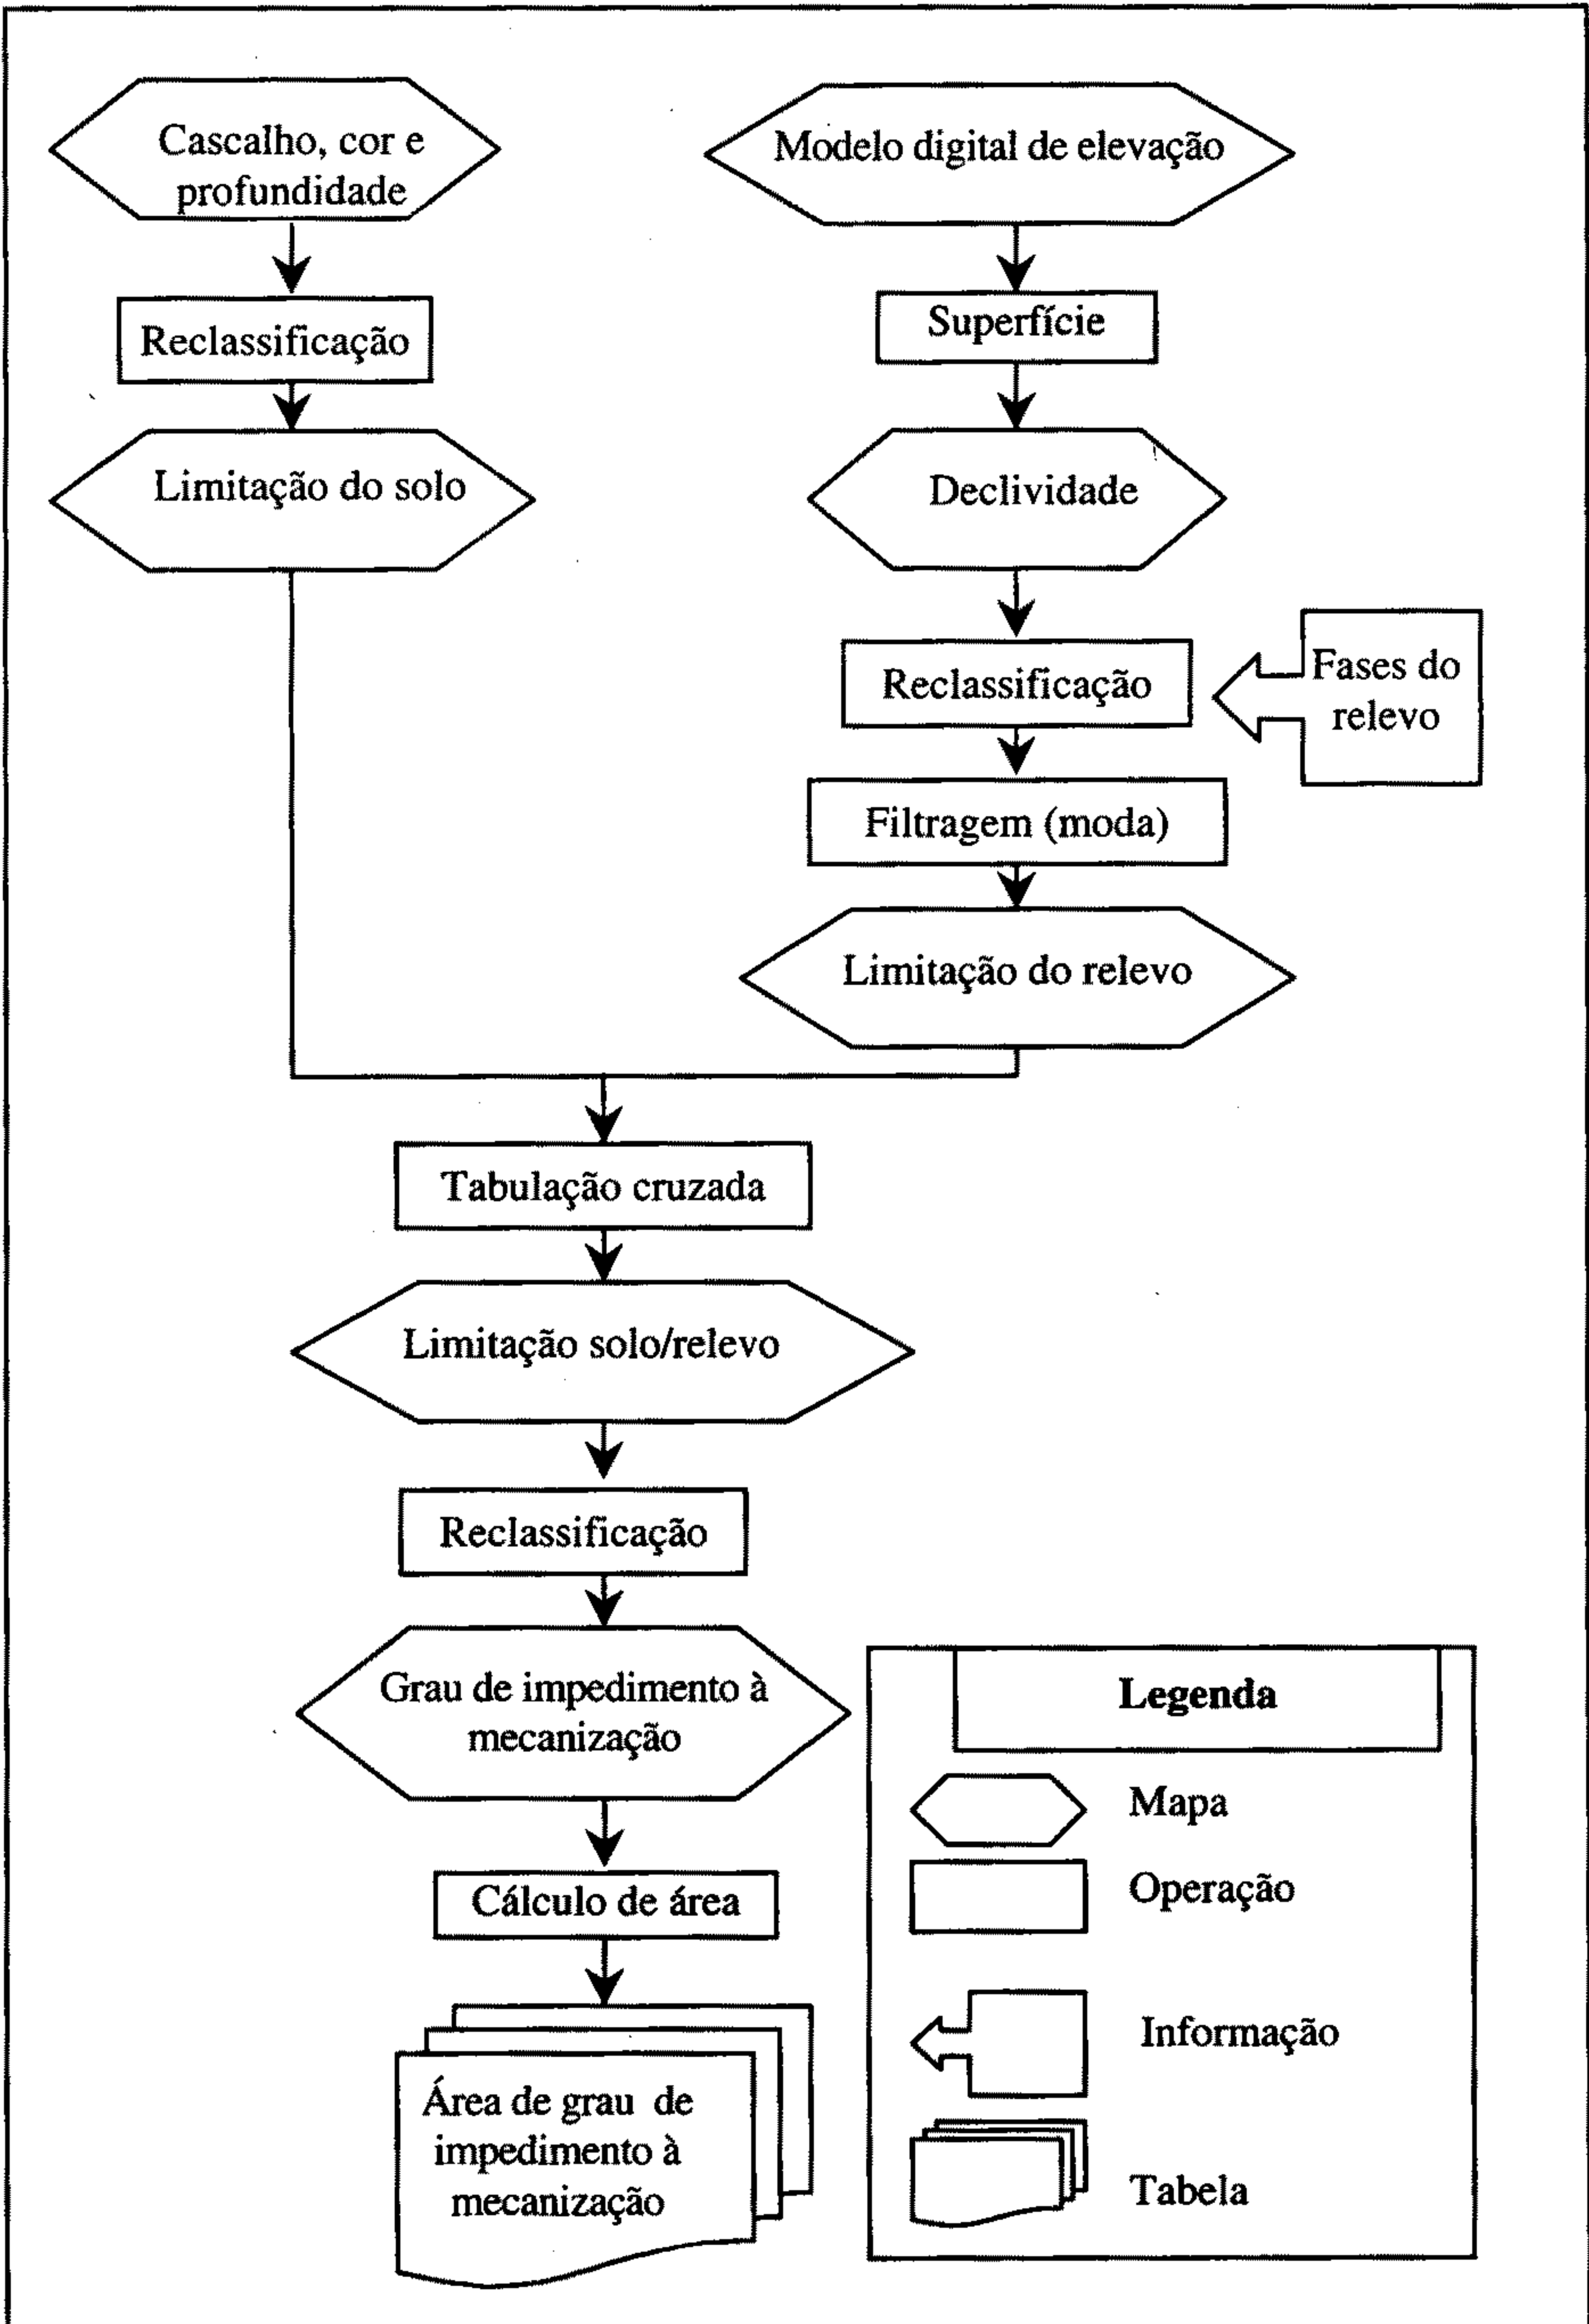 Cascalho, cor e
profundidade
Modelo digital de elevação
Reclassificação
Superfície
Limitação do solo
Declividade
Reclassificação
Fases do
relevo
Filtragem (moda)
Limitação do relevo
Tabulação cruzada
Limitação solo/relevo
Reclassificação
Grau de impedimento à
mecanização
Cálculo de área
Área de grau de
impedimento à
mecanização
Legenda
Mapa
Operação
Informação
Tabela